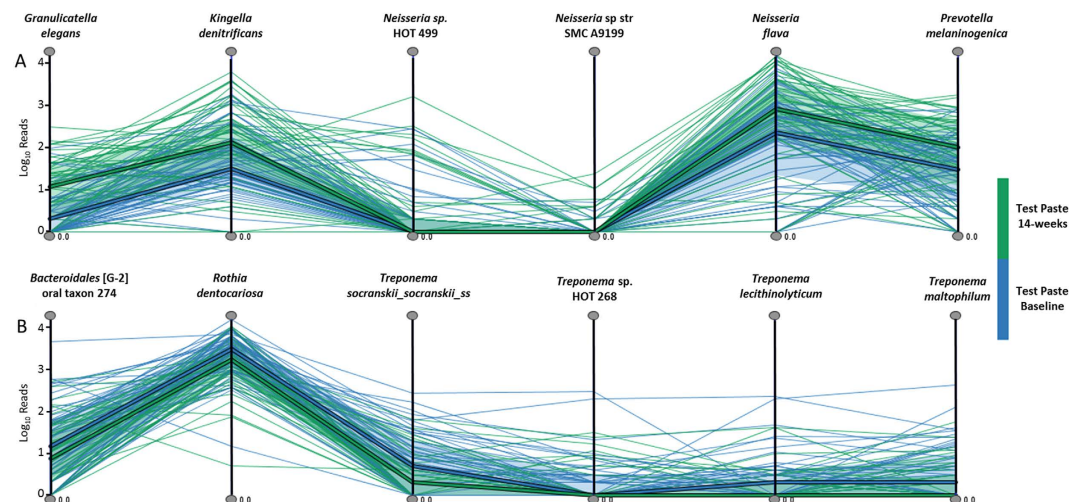 Granulicatella elegans
Kingella denitrificans
Neisseria sp. HOT 499
Neisseria sp str SMC A9199
Neisseria flava
Prevotella melaninogenica
A
4
3
2
1
0
Log10 Reads
0.0
0.0
0.0
0.0
0.0
0.0
Test Paste 14-weeks
Test Paste Baseline
Bacteroidales [G-2] oral taxon 274
Rothia dentocariosa
Treponema socranskii_socranskii_ss
Treponema sp. HOT 268
Treponema lecithinolyticum
Treponema maltophilum
B
4
3
2
1
0
Log10 Reads
0.0
0.0
0.0
0.0
0.0
0.0